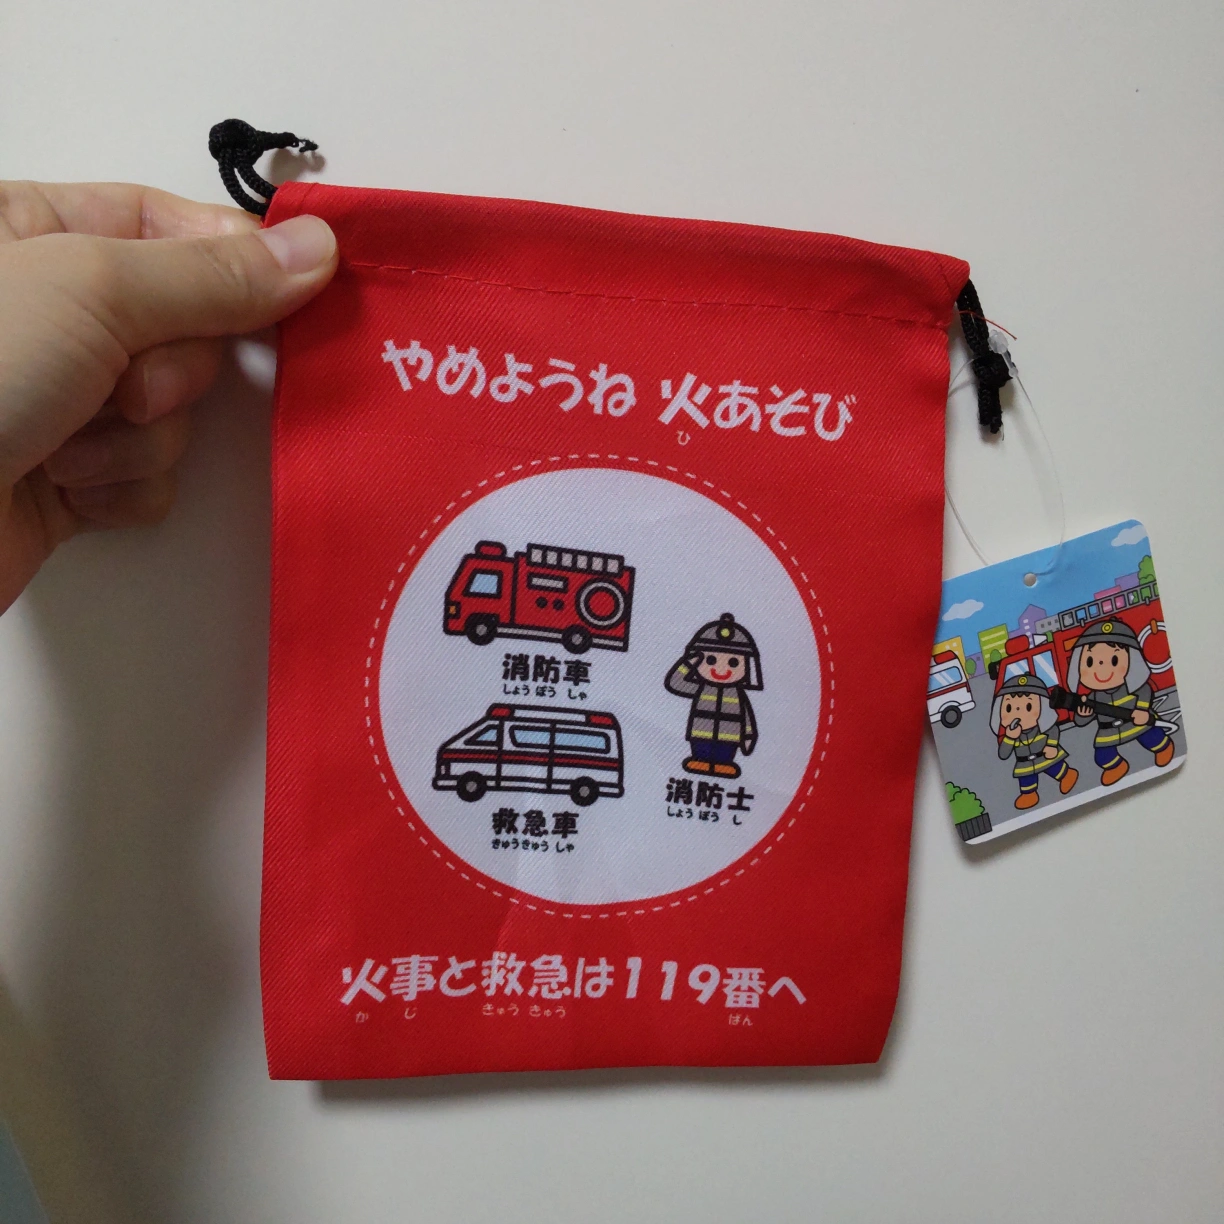 やめようね 火あそび
ひ
消防車
しょう ぼう しゃ
救急車
きゅうきゅう しゃ
消防士
しょう ぼう し
火事と救急は119番へ
か じ きゅう きゅう ばん